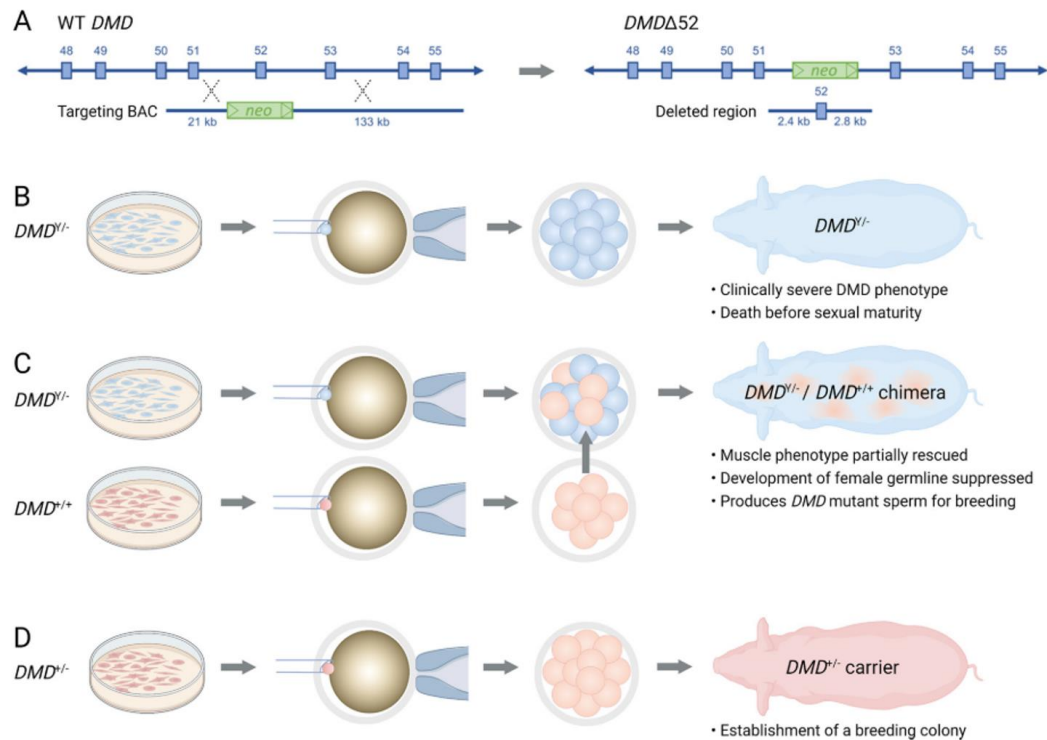 A
WT DMD
48 49 50 51 52 53 54 55
Targeting BAC
neo
21 kb
133 kb
DMDΔ52
48 49 50 51 neo 53 54 55
Deleted region
52
2.4 kb 2.8 kb
B
DMDY/-
DMDY/-
• Clinically severe DMD phenotype
• Death before sexual maturity
C
DMDY/-
DMDY/- / DMD+/+ chimera
• Muscle phenotype partially rescued
• Development of female germline suppressed
• Produces DMD mutant sperm for breeding
DMD+/+
D
DMD+/-
DMD+/- carrier
• Establishment of a breeding colony